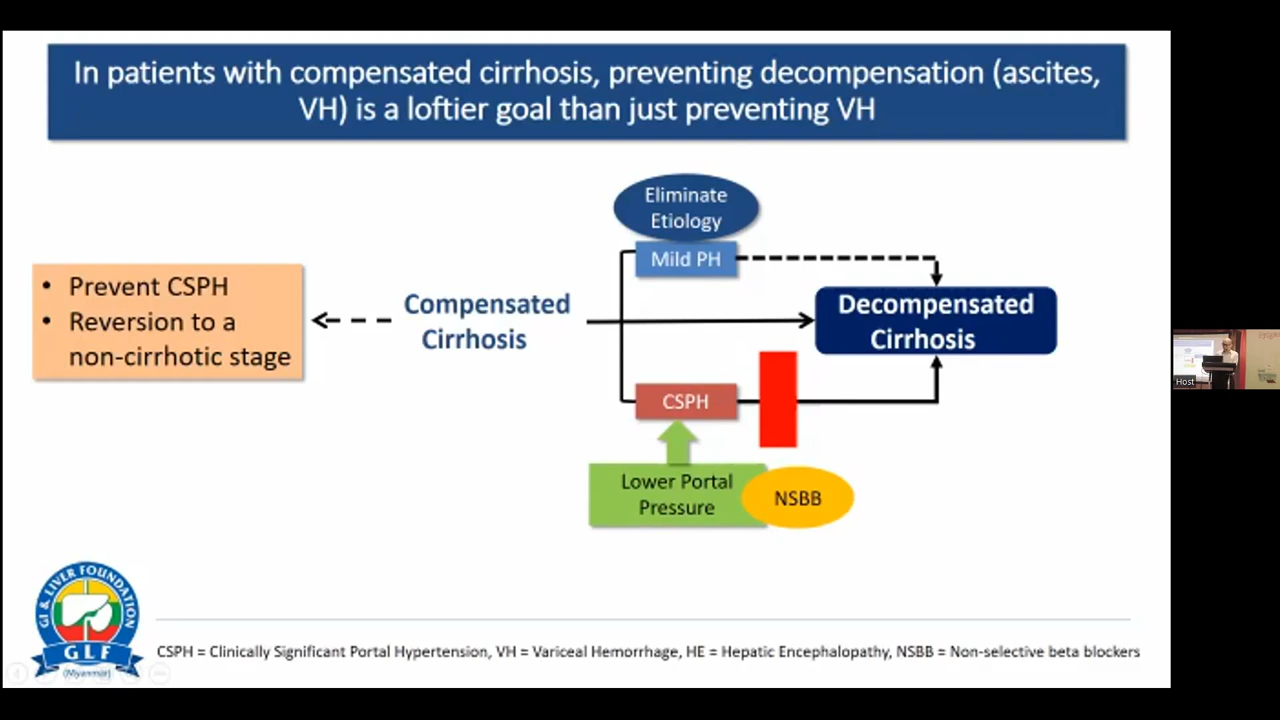 In patients with compensated cirrhosis, preventing decompensation (ascites,
VH) is a loftier goal than just preventing VH
Eliminate
Etiology
Mild PH
• Prevent CSPH
• Reversion to a
non-cirrhotic stage
Compensated
Cirrhosis
Decompensated
Cirrhosis
CSPH
Lower Portal
Pressure
NSBB
GI & LIVER FOUNDATION
GLF
(Myanmar)
CSPH = Clinically Significant Portal Hypertension, VH = Variceal Hemorrhage, HE = Hepatic Encephalopathy, NSBB = Non-selective beta blockers
Host